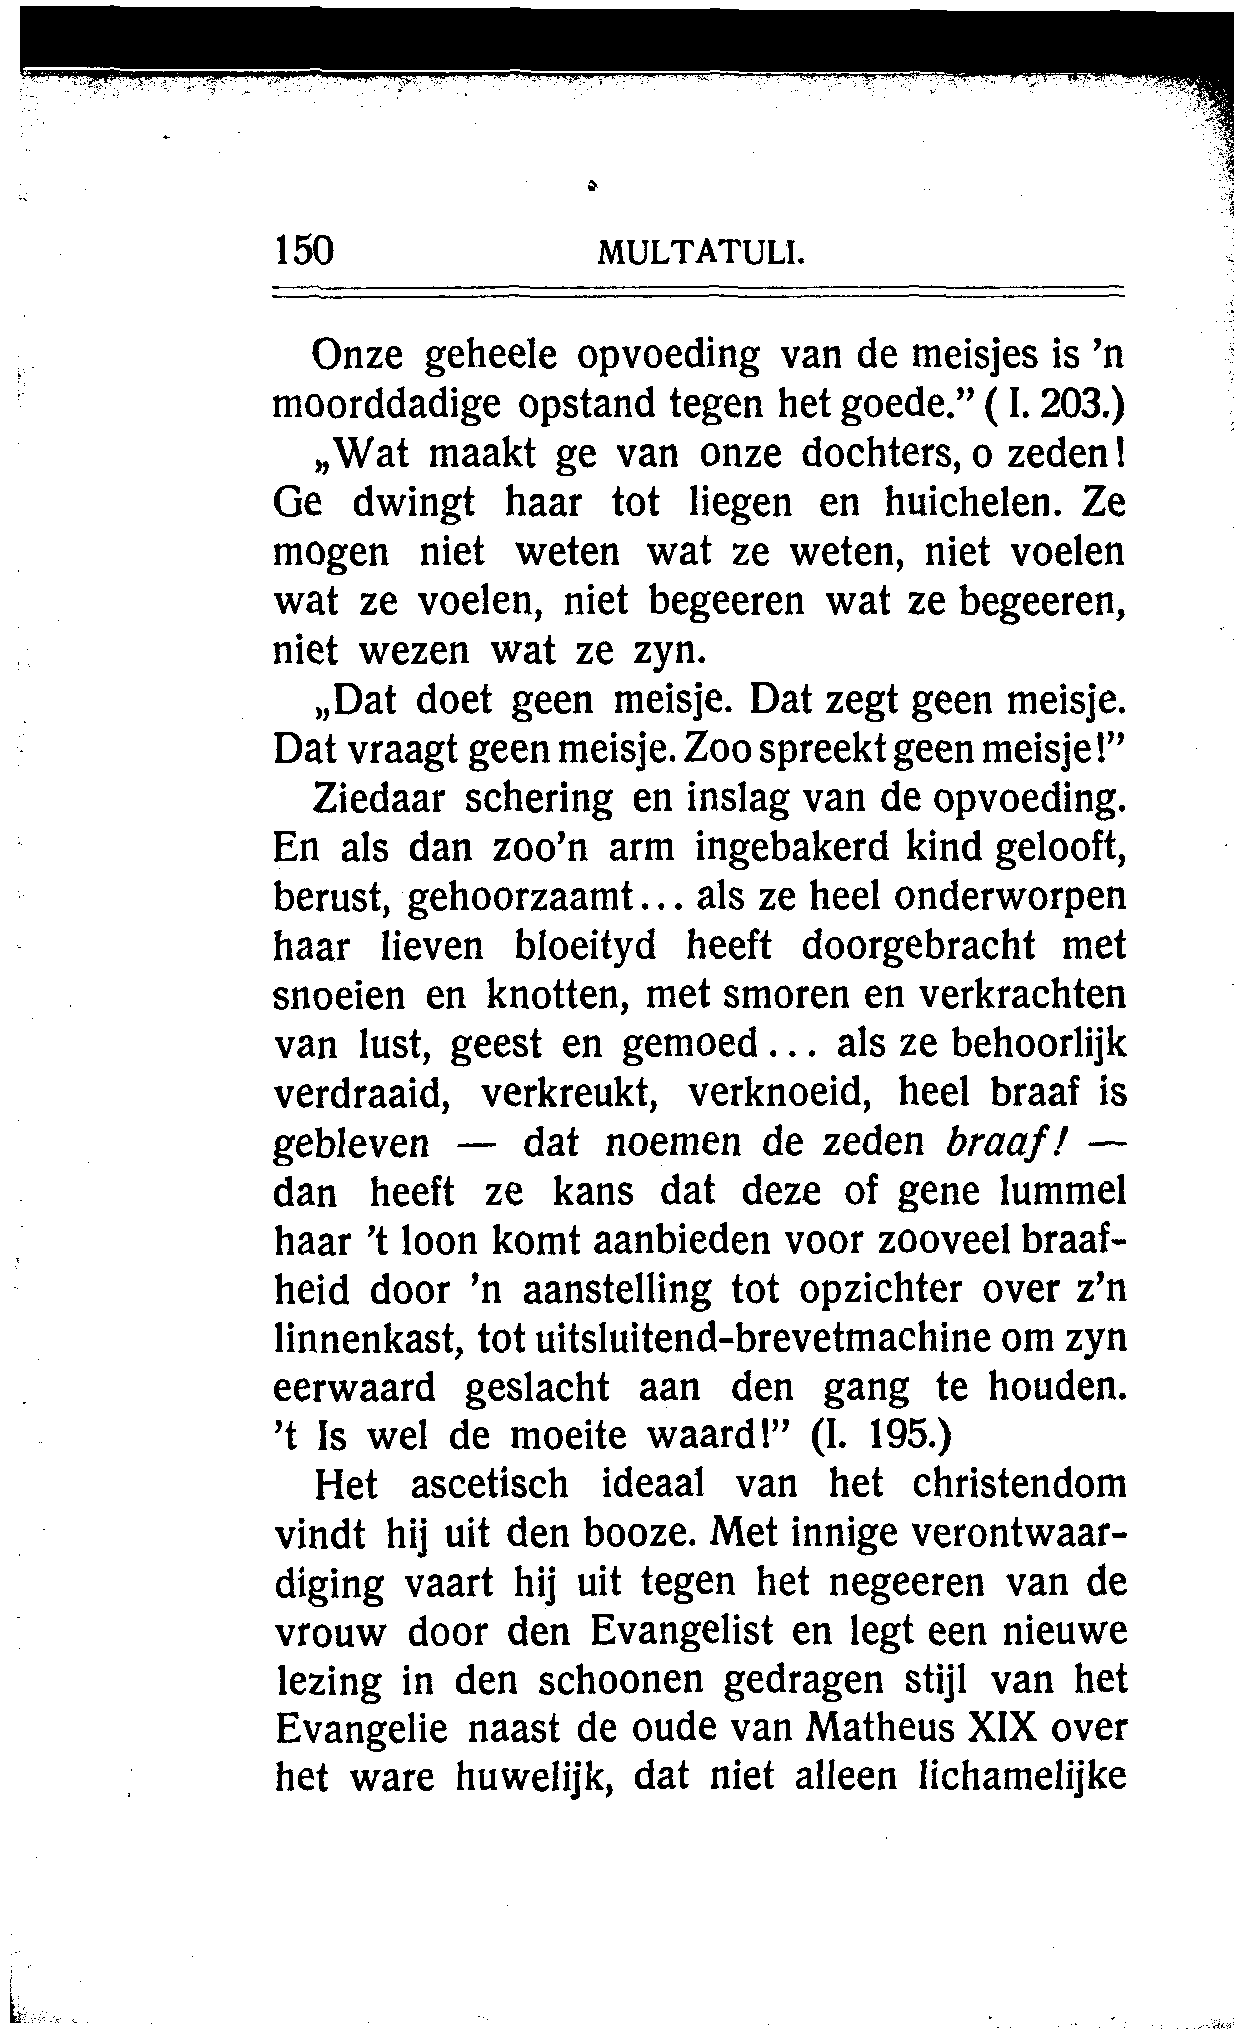 150 MULTATULI.
Onze geheele opvoeding van de meisjes is ’n
moorddadige opstand tegen het goede.” ( I. 203.)
„Wat maakt ge van onze dochters, o zeden!
Ge dwingt haar tot liegen en huichelen. Ze
mogen niet weten wat ze weten, niet voelen
wat ze voelen, niet begeeren wat ze begeeren,
niet wezen wat ze zyn.
„Dat doet geen meisje. Dat zegt geen meisje.
Dat vraagt geen meisje. Zoo spreekt geen meisje!”
Ziedaar schering en inslag van de opvoeding.
En als dan zoo’n arm ingebakerd kind gelooft,
berust, gehoorzaamt... als ze heel onderworpen
haar lieven bloeityd heeft doorgebracht met
snoeien en knotten, met smoren en verkrachten
van lust, geest en gemoed ... als ze behoorlijk
verdraaid, verkreukt, verknoeid, heel braaf is
gebleven — dat noemen de zeden braaf! —
dan heeft ze kans dat deze of gene lummel
haar ’t loon komt aanbieden voor zooveel braaf-
heid door ’n aanstelling tot opzichter over z’n
linnenkast, tot uitsluitend-brevetmachine om zyn
eerwaard geslacht aan den gang te houden.
’t Is wel de moeite waard!” (I. 195.)
Het ascetisch ideaal van het christendom
vindt hij uit den booze. Met innige verontwaar-
diging vaart hij uit tegen het negeeren van de
vrouw door den Evangelist en legt een nieuwe
lezing in den schoonen gedragen stijl van het
Evangelie naast de oude van Matheus XIX over
het ware huwelijk, dat niet alleen lichamelijke